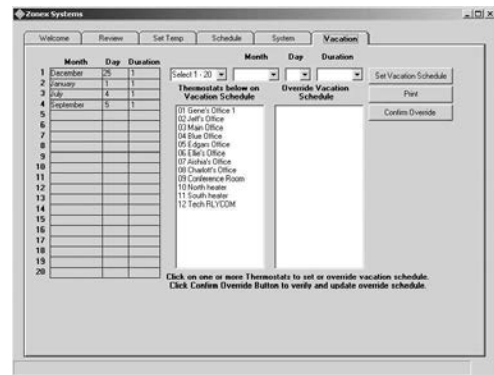 Zonex Systems
Welcome Review Set Temp Schedule System Vacation
Month Day Duration
Month Day Duration
1 December 25 1
2 January 1 1
3 July 4 1
4 September 5 1
5
6
7
8
9
10
11
12
13
14
15
16
17
18
19
20
Select 1 - 20
Set Vacation Schedule
Print
Confirm Override
Thermostats below on
Vacation Schedule
Override Vacation
Schedule
01 Gene's Office 1
02 Jeff's Office
03 Main Office
04 Blue Office
05 Edgars Office
06 Ellie's Office
07 Aishia's Office
08 Charlott's Office
09 Conference Room
10 North heater
11 South heater
12 Tech RLYCOM
Click on one or more Thermostats to set or override vacation schedule.
Click Confirm Override Button to verify and update override schedule.